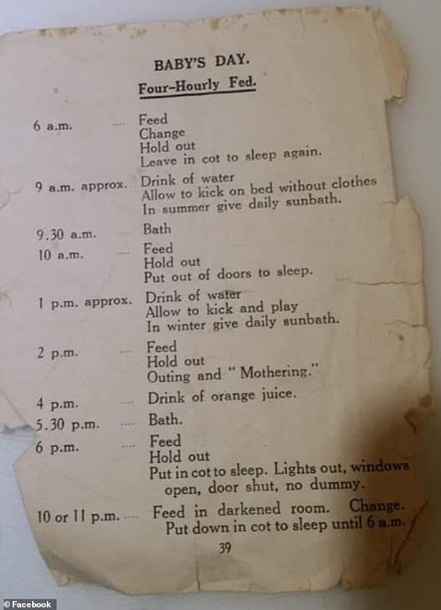 BABY'S DAY.
Four-Hourly Fed.
6 a.m. .... Feed
Change
Hold out
Leave in cot to sleep again.
9 a.m. approx. Drink of water
Allow to kick on bed without clothes
In summer give daily sunbath.
9.30 a.m. .... Bath
10 a.m. .... Feed
Hold out
Put out of doors to sleep.
1 p.m. approx. Drink of water
Allow to kick and play
In winter give daily sunbath.
2 p.m. .... Feed
Hold out
Outing and "Mothering."
4 p.m. .... Drink of orange juice.
5.30 p.m. .... Bath.
6 p.m. .... Feed
Hold out
Put in cot to sleep. Lights out, windows
open, door shut, no dummy.
10 or 11 p.m. .... Feed in darkened room. Change.
Put down in cot to sleep until 6 a.m.
39
© Facebook